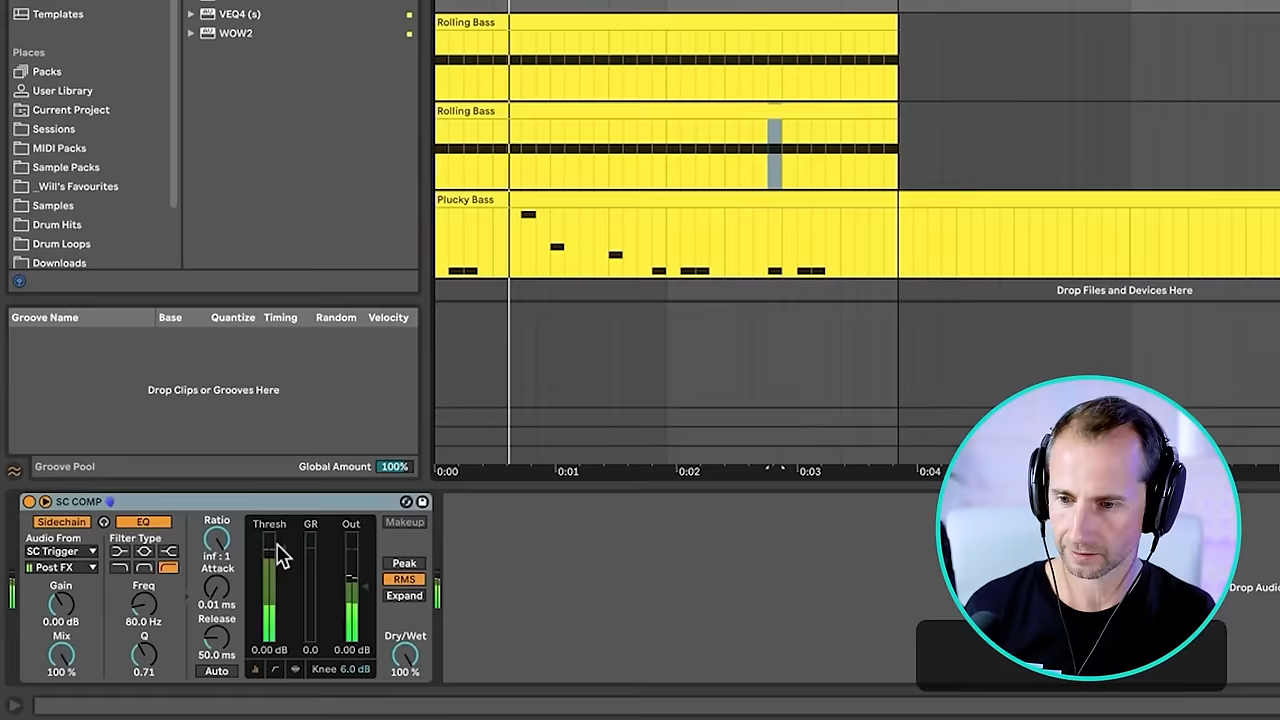 Templates
VEQ4 (s)
WOW2
Places
Packs
User Library
Current Project
Sessions
MIDI Packs
Sample Packs
_Will's Favourites
Samples
Drum Hits
Drum Loops
Downloads
Rolling Bass
Rolling Bass
Plucky Bass
Drop Files and Devices Here
Groove Name Base Quantize Timing Random Velocity
Drop Clips or Grooves Here
Groove Pool Global Amount 100%
0:00 0:01 0:02 0:03 0:04
SC COMP
Sidechain EQ
Audio From Filter Type
SC Trigger
Post FX
Gain Freq
0.00 dB 80.0 Hz
Mix Q
100 % 0.71
Ratio
inf : 1
Attack
0.01 ms
Release
50.0 ms
Auto
Thresh GR Out
0.00 dB 0.0 0.00 dB
Knee 6.0 dB
Makeup
Peak
RMS
Expand
Dry/Wet
100 %
Drop Audio